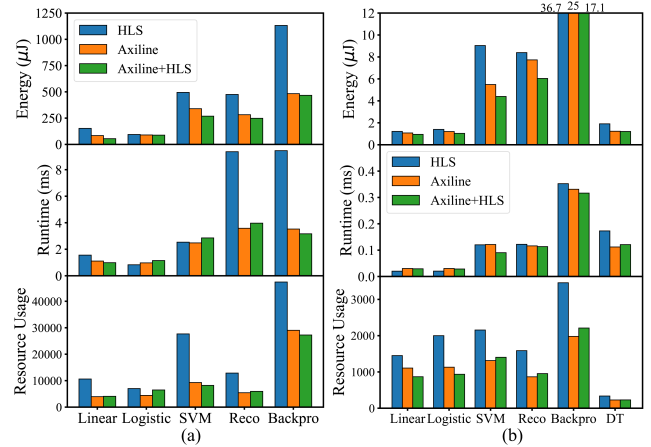 1250
1000
750
500
250
0
Energy (μJ)
HLS
Axiline
Axiline+HLS
8
6
4
2
0
Runtime (ms)
40000
30000
20000
10000
0
Resource Usage
Linear Logistic SVM Reco Backpro
(a)
36.7 25 17.1
12
10
8
6
4
2
0
Energy (μJ)
0.4
0.3
0.2
0.1
0.0
Runtime (ms)
HLS
Axiline
Axiline+HLS
3000
2000
1000
0
Resource Usage
Linear Logistic SVM Reco Backpro DT
(b)